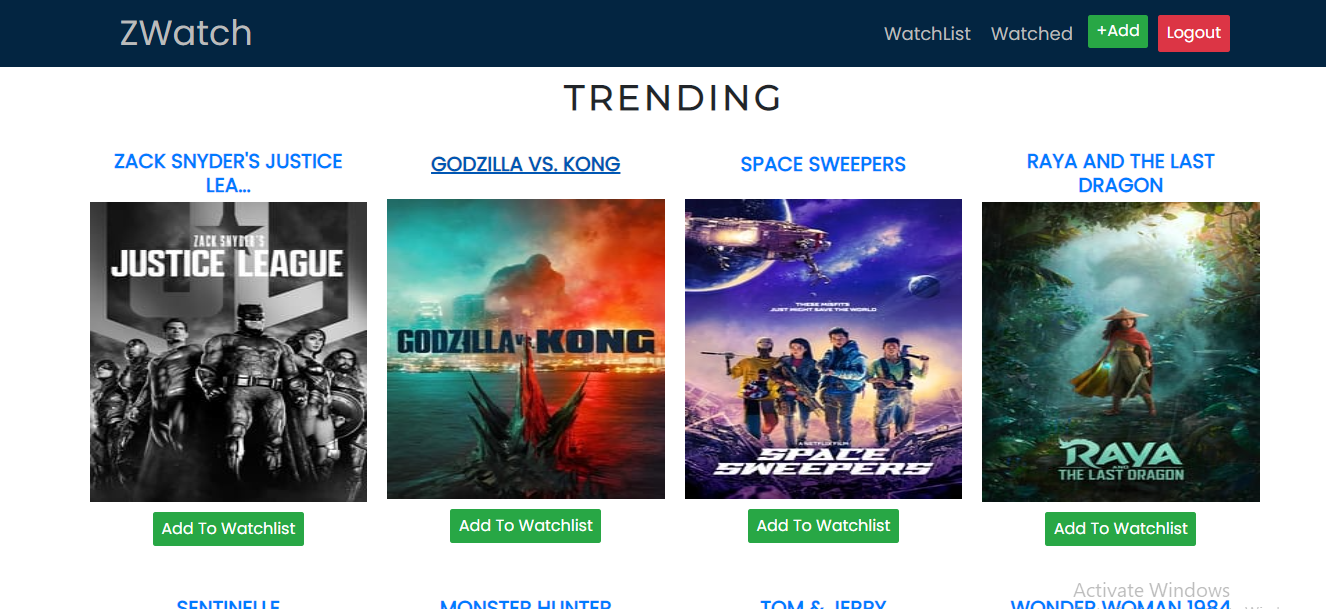 ZWatch
WatchList Watched +Add Logout
TRENDING
ZACK SNYDER'S JUSTICE
LEA...
GODZILLA VS. KONG
SPACE SWEEPERS
RAYA AND THE LAST
DRAGON
ZACK SNYDER'S
JUSTICE LEAGUE
GODZILLA VS. KONG
THESE MISFITS
JUST MIGHT SAVE THE WORLD
A NETFLIX FILM
SPACE
SWEEPERS
RAYA
AND
THE LAST DRAGON
Add To Watchlist
Add To Watchlist
Add To Watchlist
Add To Watchlist
Activate Windows
SENTINELLE
MONSTER HUNTER
TOM & JERRY
WONDER WOMAN 1984